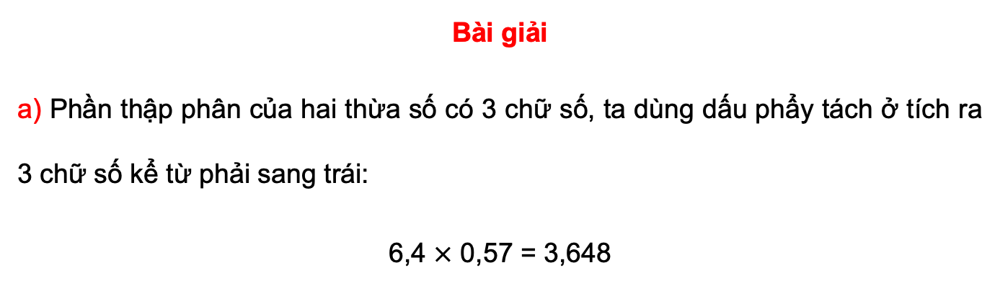 Bài giải
a) Phần thập phân của hai thừa số có 3 chữ số, ta dùng dấu phẩy tách ở tích ra
3 chữ số kể từ phải sang trái:
6,4 × 0,57 = 3,648